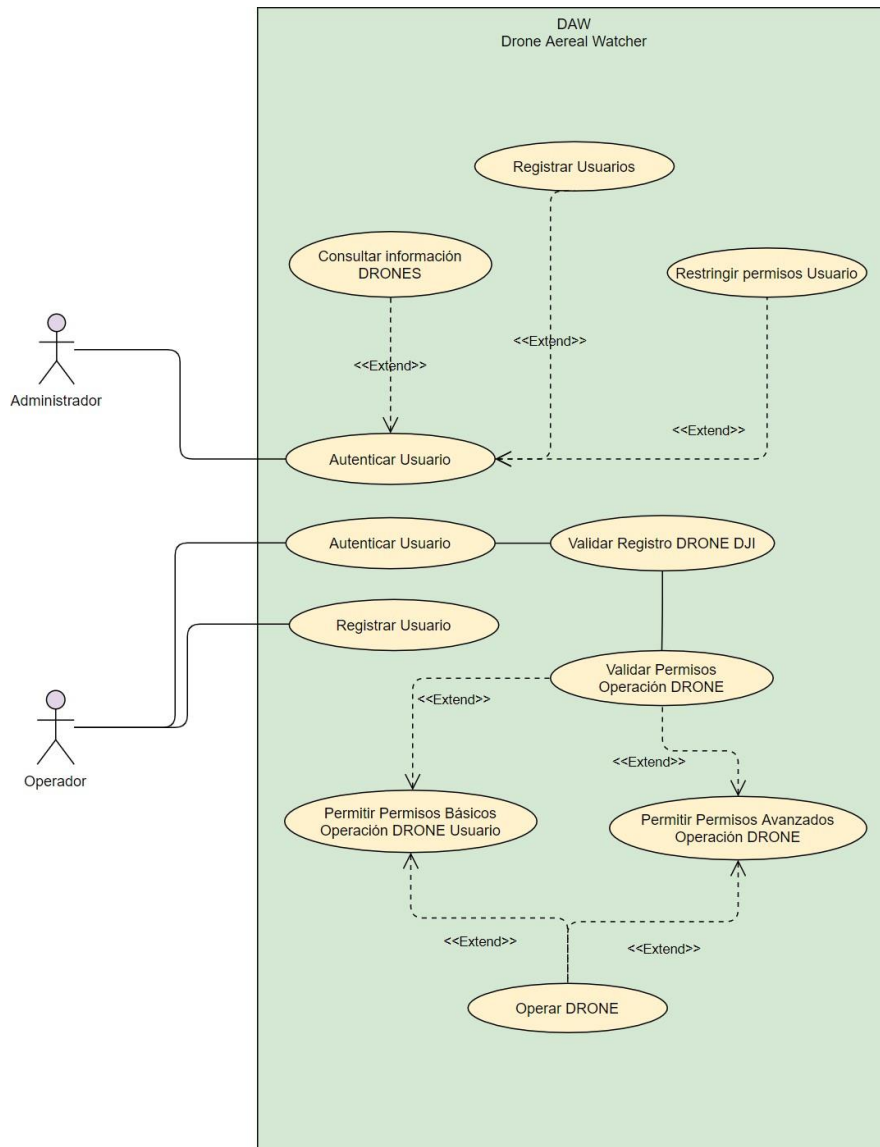 DAW
Drone Aereal Watcher
Registrar Usuarios
Consultar información
DRONES
Restringir permisos Usuario
<<Extend>>
<<Extend>>
Administrador
<<Extend>>
Autenticar Usuario
Autenticar Usuario
Validar Registro DRONE DJI
Registrar Usuario
Validar Permisos
Operación DRONE
<<Extend>>
Operador
<<Extend>>
Permitir Permisos Básicos
Operación DRONE Usuario
Permitir Permisos Avanzados
Operación DRONE
<<Extend>>
<<Extend>>
Operar DRONE